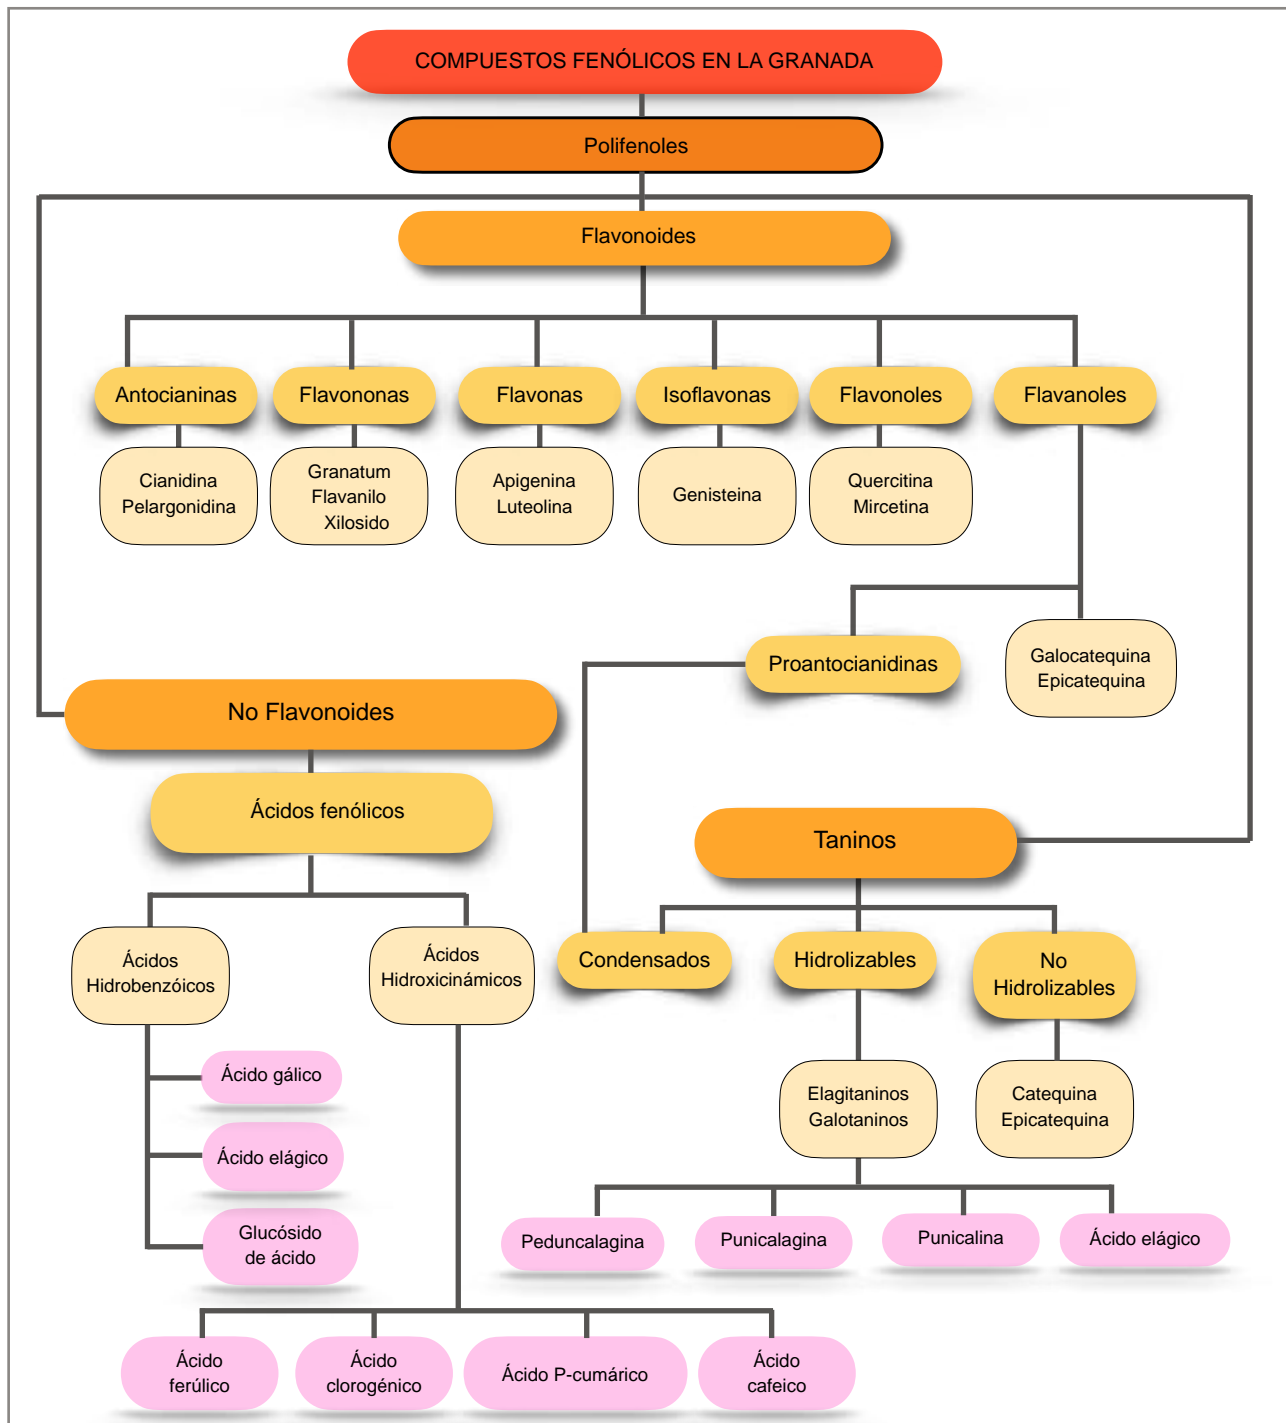 COMPUESTOS FENÓLICOS EN LA GRANADA
Polifenoles
Flavonoides
Antocianinas
Flavononas
Flavonas
Isoflavonas
Flavonoles
Flavanoles
Cianidina
Pelargonidina
Granatum
Flavanilo
Xilosido
Apigenina
Luteolina
Genisteina
Quercitina
Mircetina
Proantocianidinas
Galocatequina
Epicatequina
No Flavonoides
Ácidos fenólicos
Taninos
Ácidos
Hidrobenzóicos
Ácidos
Hidroxicinámicos
Condensados
Hidrolizables
No
Hidrolizables
Ácido gálico
Ácido elágico
Glucósido
de ácido
Elagitaninos
Galotaninos
Catequina
Epicatequina
Peduncalagina
Punicalagina
Punicalina
Ácido elágico
Ácido
ferúlico
Ácido
clorogénico
Ácido P-cumárico
Ácido
cafeico